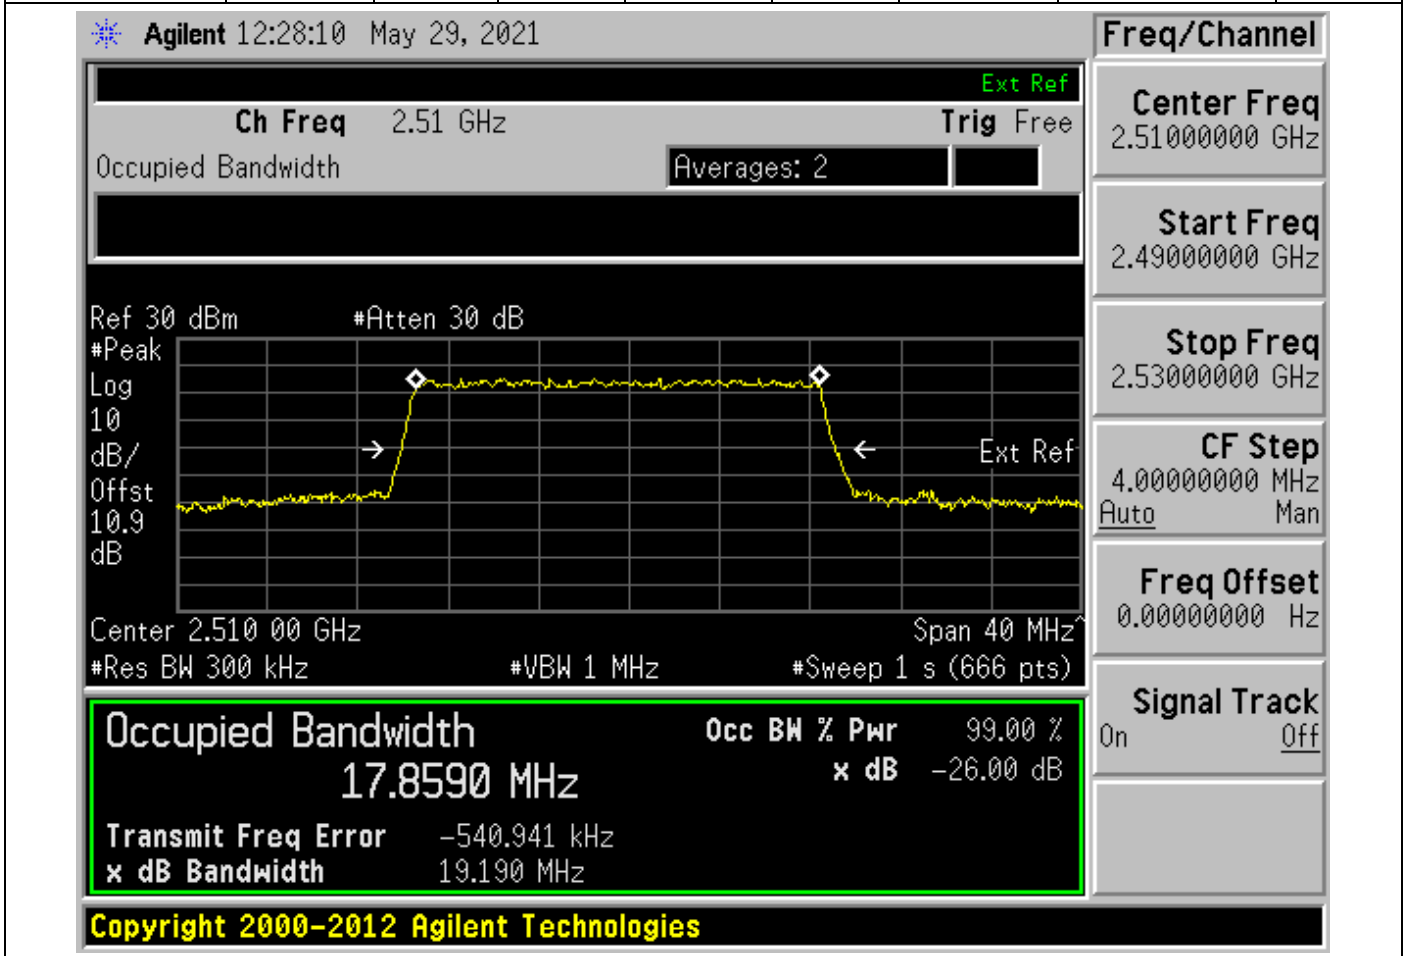 Agilent 12:28:10 May 29, 2021
Freq/Channel
Ext Ref
Ch Freq 2.51 GHz Trig Free
Occupied Bandwidth Averages: 2
Center Freq
2.51000000 GHz
Start Freq
2.49000000 GHz
Stop Freq
2.53000000 GHz
CF Step
4.00000000 MHz
Auto Man
Freq Offset
0.00000000 Hz
Signal Track
On Off
Ref 30 dBm #Atten 30 dB
#Peak
Log
10
dB/
Offst
10.9
dB
Ext Ref
Center 2.510 00 GHz Span 40 MHz^
#Res BW 300 kHz #VBW 1 MHz #Sweep 1 s (666 pts)
Occupied Bandwidth
17.8590 MHz
Occ BW % Pwr 99.00 %
x dB -26.00 dB
Transmit Freq Error -540.941 kHz
x dB Bandwidth 19.190 MHz
Copyright 2000-2012 Agilent Technologies